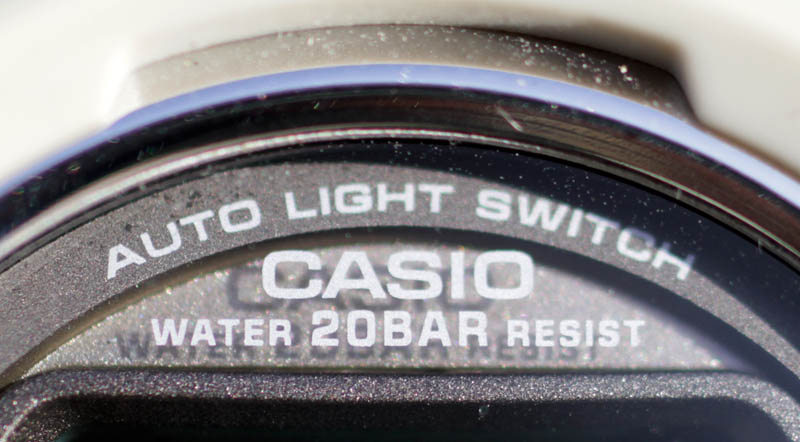 AUTO LIGHT SWITCH
CASIO
WATER 20BAR RESIST